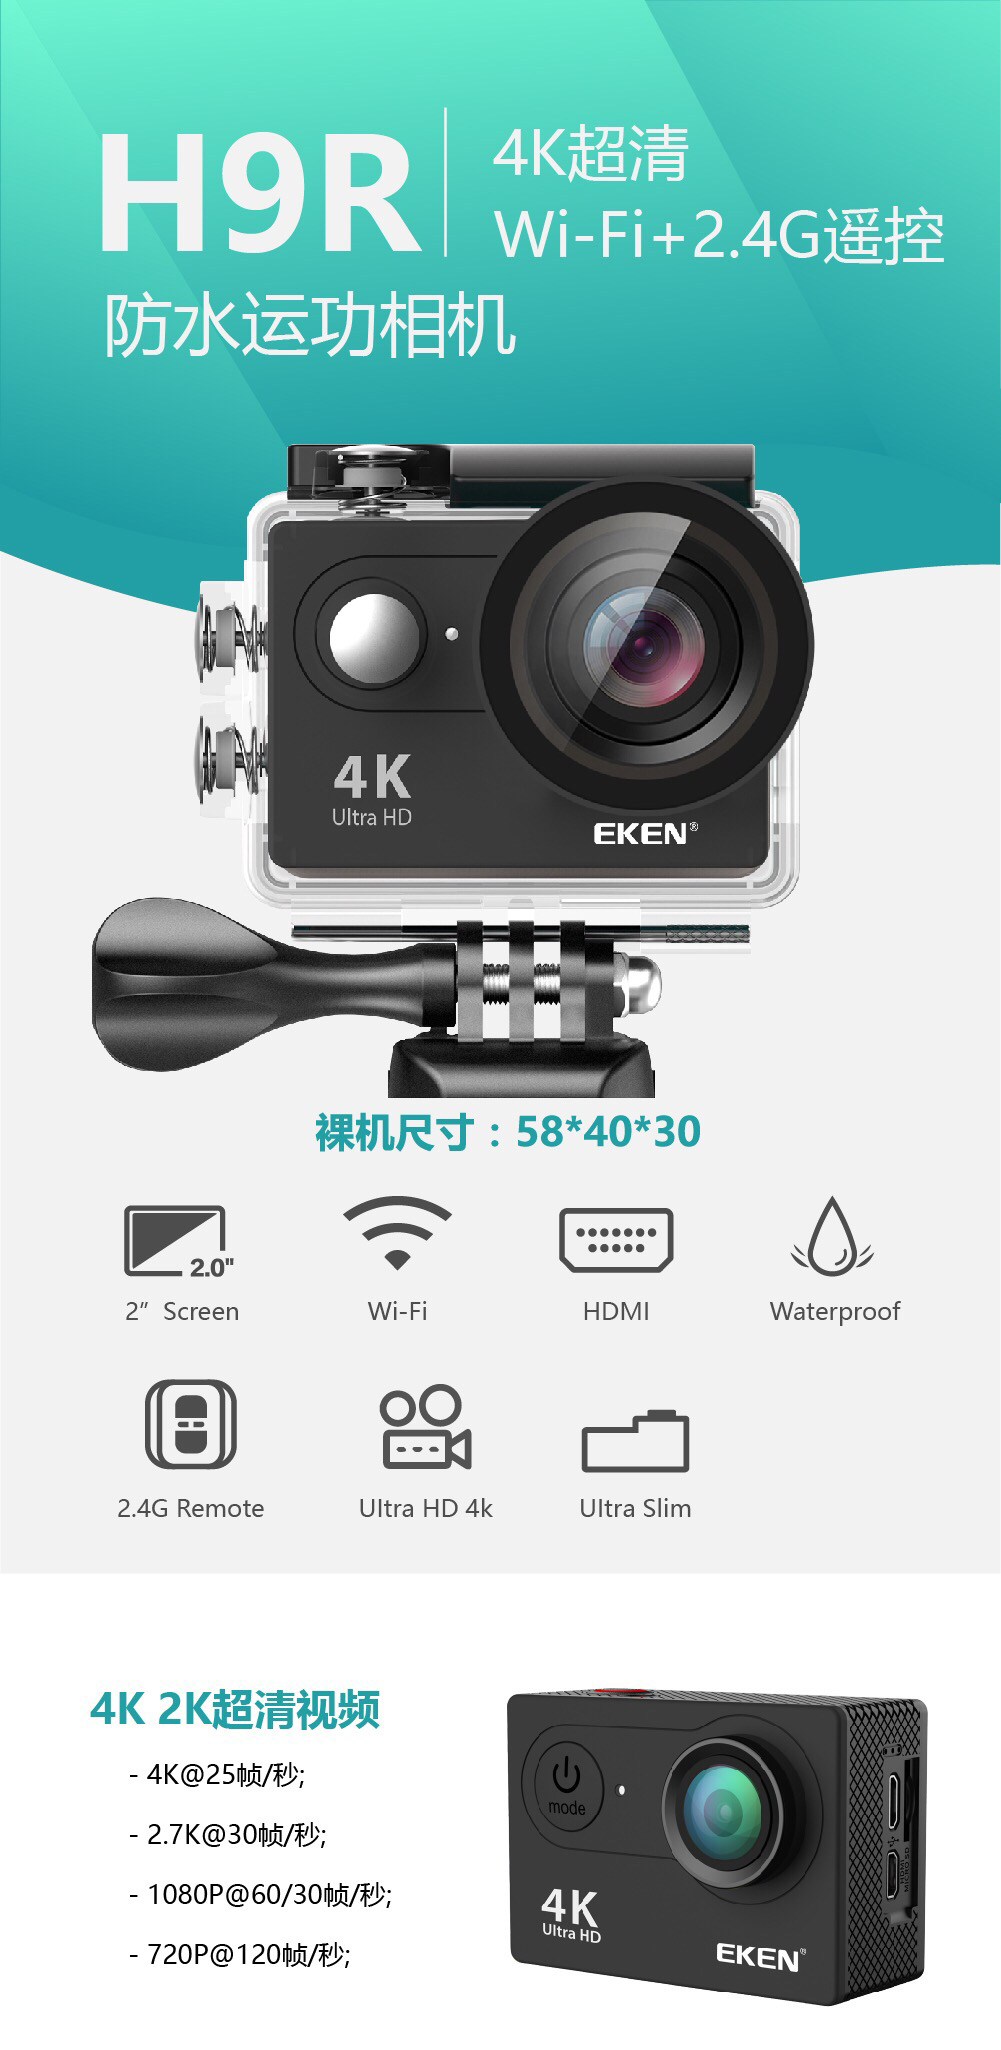 H9R
4K超清
Wi-Fi+2.4G遥控
防水运功相机
4K
Ultra HD
EKEN®
裸机尺寸：58*40*30
2.0"
2” Screen
Wi-Fi
HDMI
Waterproof
2.4G Remote
Ultra HD 4k
Ultra Slim
4K 2K超清视频
- 4K@25帧/秒;
- 2.7K@30帧/秒;
- 1080P@60/30帧/秒;
- 720P@120帧/秒;
mode
4K
Ultra HD
EKEN®
HDMI
MICRO SD